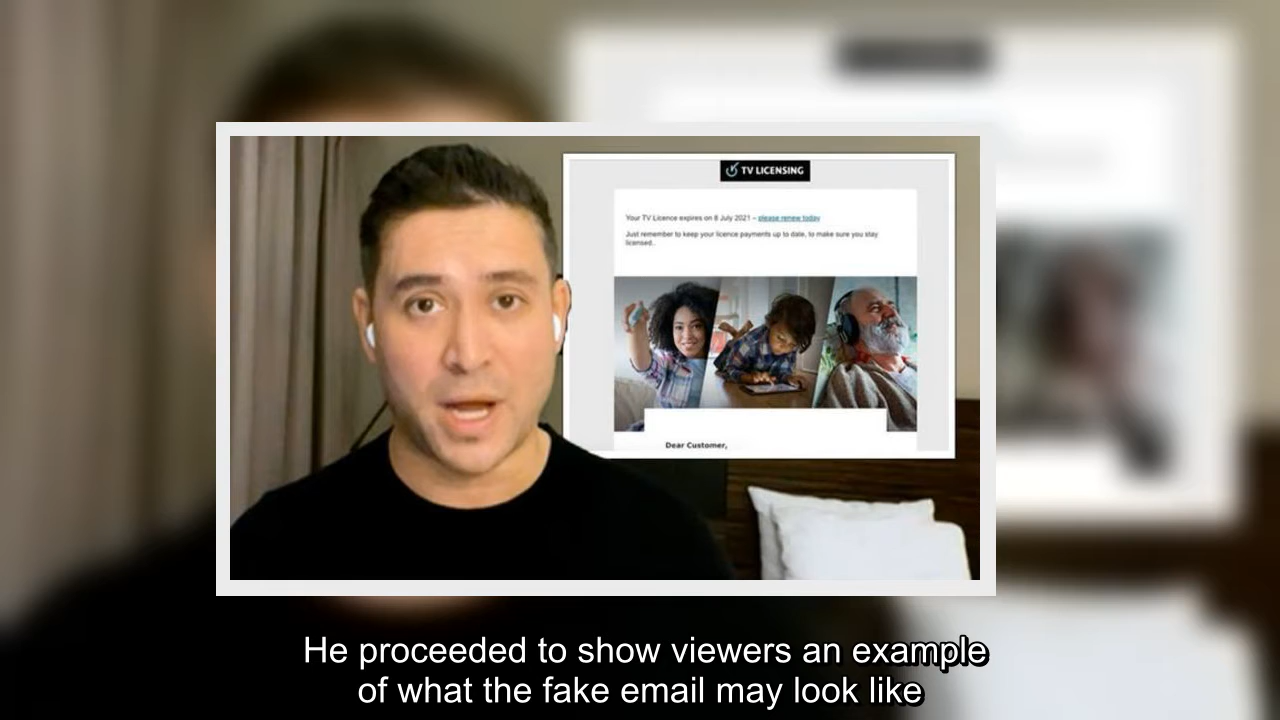 TV LICENSING
Your TV Licence expires on 8 July 2021 – please renew today
Just remember to keep your licence payments up to date, to make sure you stay
licensed..
Dear Customer,
He proceeded to show viewers an example
of what the fake email may look like